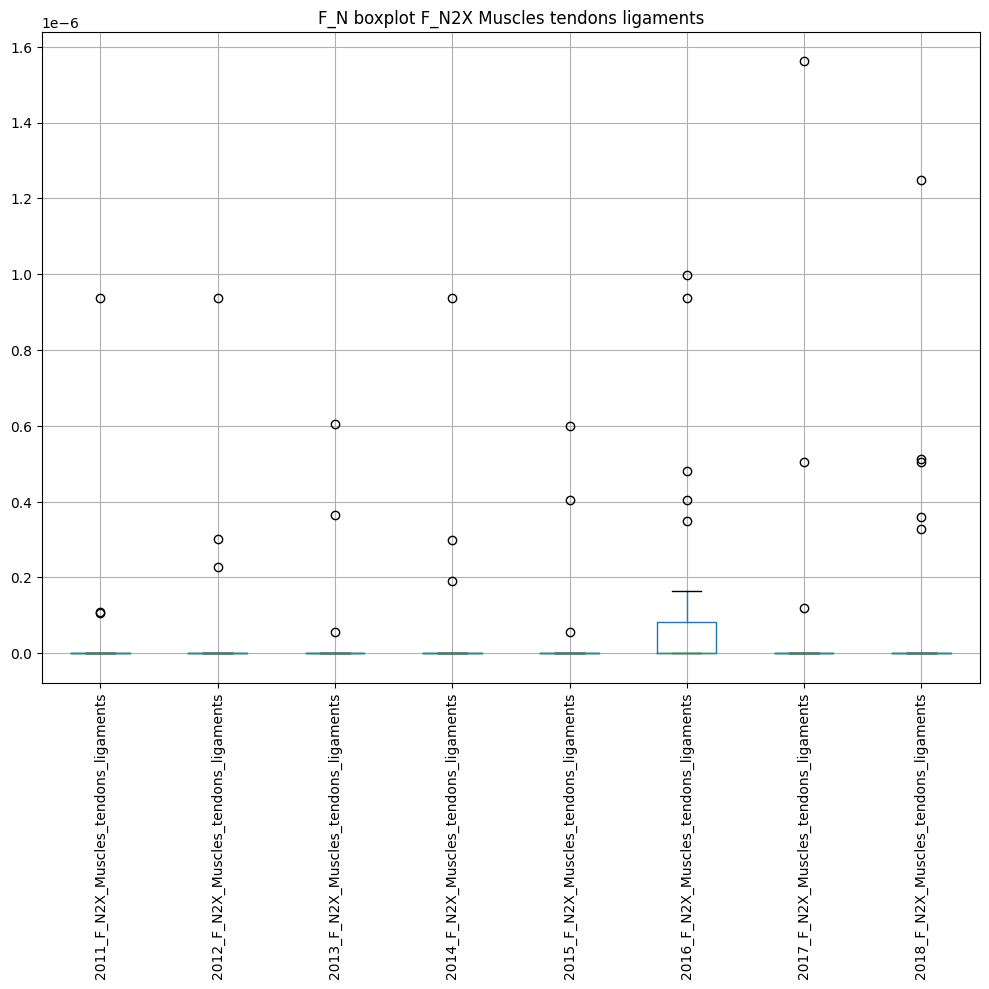 F_N boxplot F_N2X Muscles tendons ligaments
1e−6
1.6
1.4
1.2
1.0
0.8
0.6
0.4
0.2
0.0
2011_F_N2X_Muscles_tendons_ligaments
2012_F_N2X_Muscles_tendons_ligaments
2013_F_N2X_Muscles_tendons_ligaments
2014_F_N2X_Muscles_tendons_ligaments
2015_F_N2X_Muscles_tendons_ligaments
2016_F_N2X_Muscles_tendons_ligaments
2017_F_N2X_Muscles_tendons_ligaments
2018_F_N2X_Muscles_tendons_ligaments